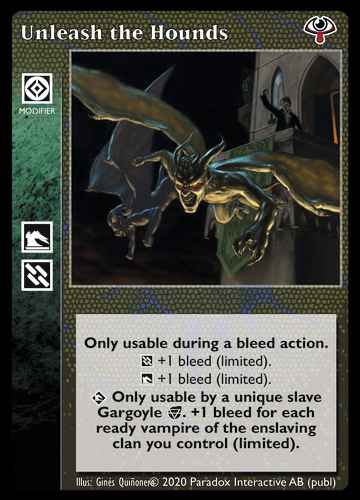 Unleash the Hounds
MODIFIER
Only usable during a bleed action.
+1 bleed (limited).
+1 bleed (limited).
Only usable by a unique slave
Gargoyle . +1 bleed for each
ready vampire of the enslaving
clan you control (limited).
Illus: Ginés Quiñonero © 2020 Paradox Interactive AB (publ)